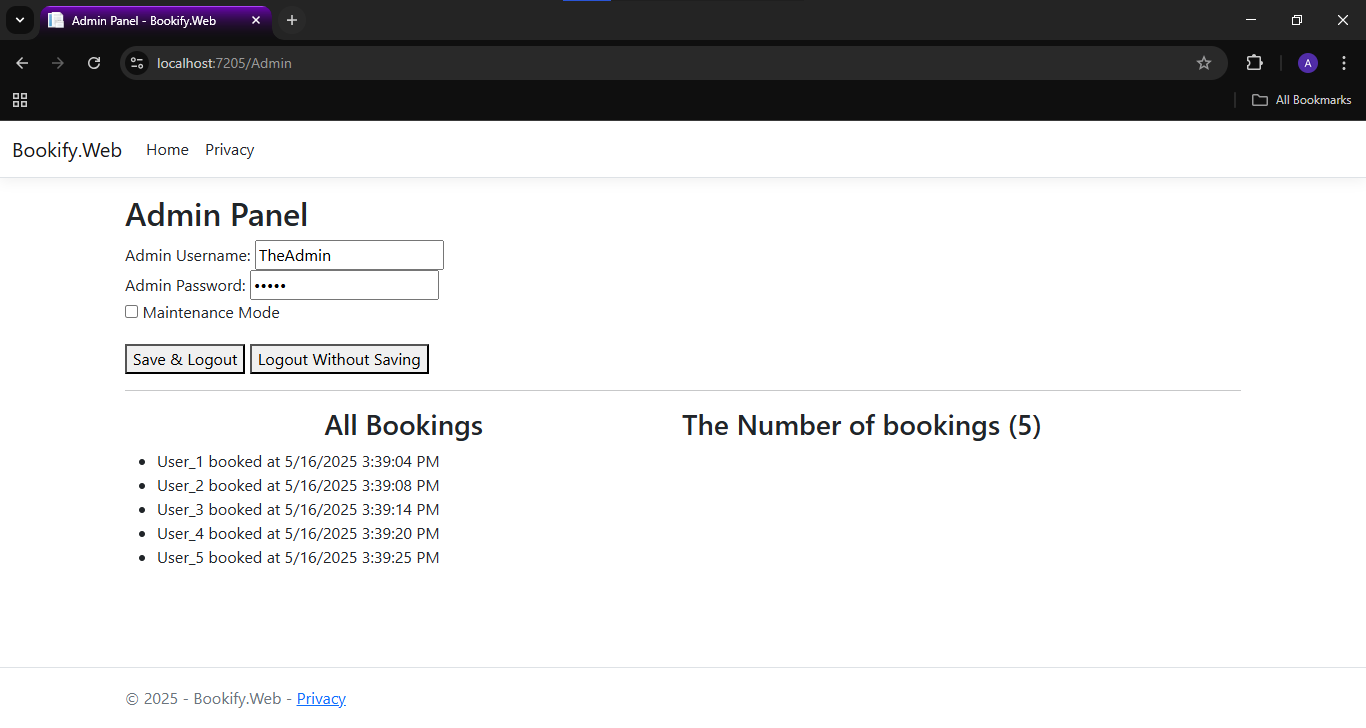 Admin Panel - Bookify.Web
localhost:7205/Admin
A
All Bookmarks
Bookify.Web Home Privacy
Admin Panel
Admin Username: TheAdmin
Admin Password: •••••
Maintenance Mode
Save & Logout Logout Without Saving
All Bookings The Number of bookings (5)
• User_1 booked at 5/16/2025 3:39:04 PM
• User_2 booked at 5/16/2025 3:39:08 PM
• User_3 booked at 5/16/2025 3:39:14 PM
• User_4 booked at 5/16/2025 3:39:20 PM
• User_5 booked at 5/16/2025 3:39:25 PM
© 2025 - Bookify.Web - Privacy